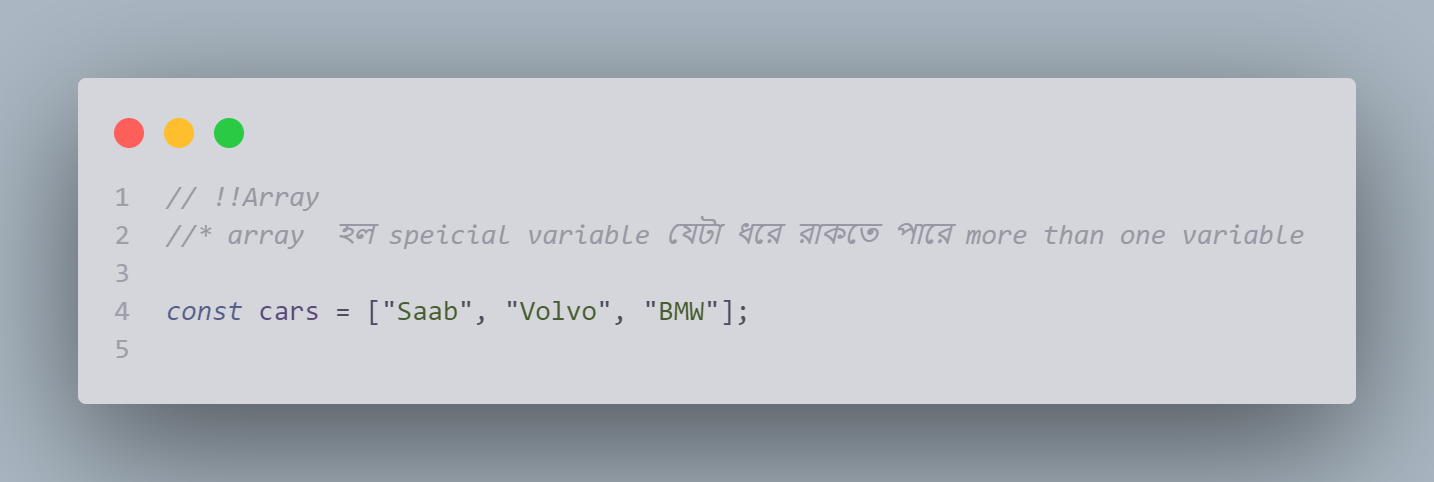 1 // !!Array
2 //* array হল speicial variable যেটা ধরে রাকতে পারে more than one variable
3
4 const cars = ["Saab", "Volvo", "BMW"];
5